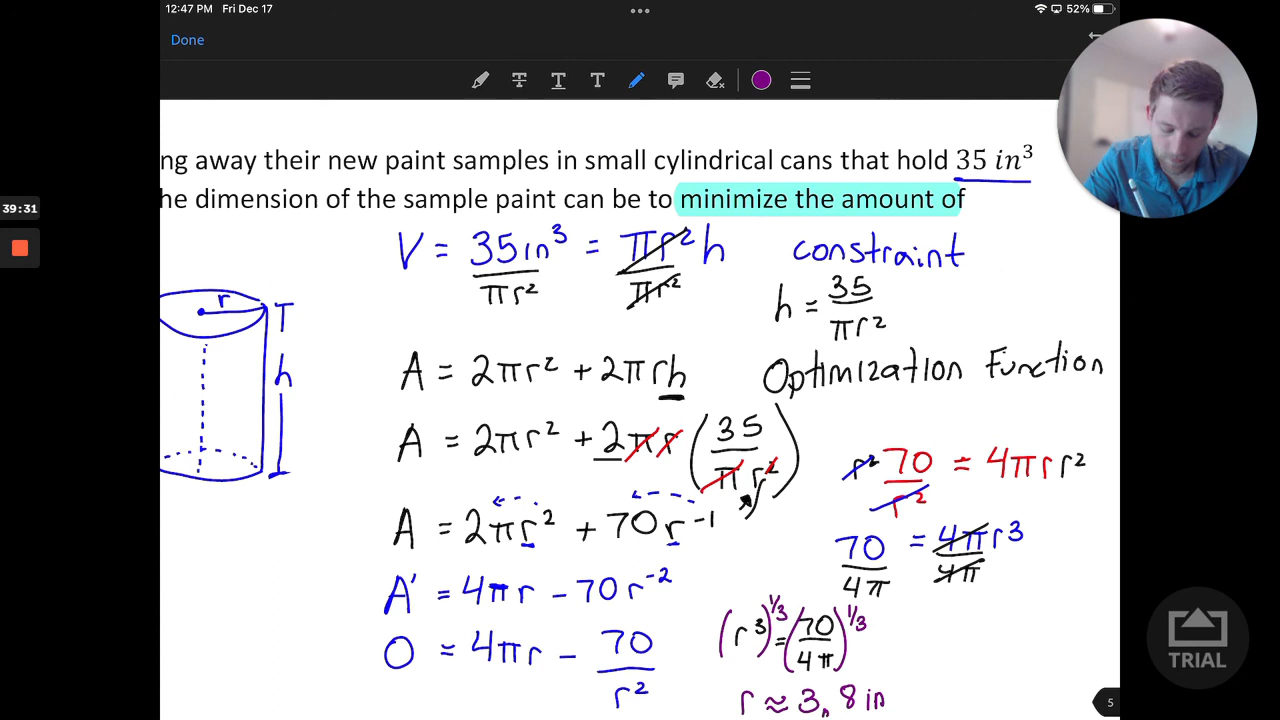 12:47 PM Fri Dec 17
52%
Done
39:31
ng away their new paint samples in small cylindrical cans that hold 35 in³
he dimension of the sample paint can be to minimize the amount of
V = 35in³ / πr² = πr² h / πr²
constraint
h = 35 / πr²
r
h
A = 2πr² + 2πrh
Optimization Function
A = 2πr² + 2πr (35 / πr²)
r² 70 / r² = 4πr r²
A = 2πr² + 70r⁻¹
70 / 4π = 4πr³ / 4π
A' = 4πr − 70r⁻²
(r³)^1/3 = (70 / 4π)^1/3
0 = 4πr − 70 / r²
r ≈ 3.8in
TRIAL
5